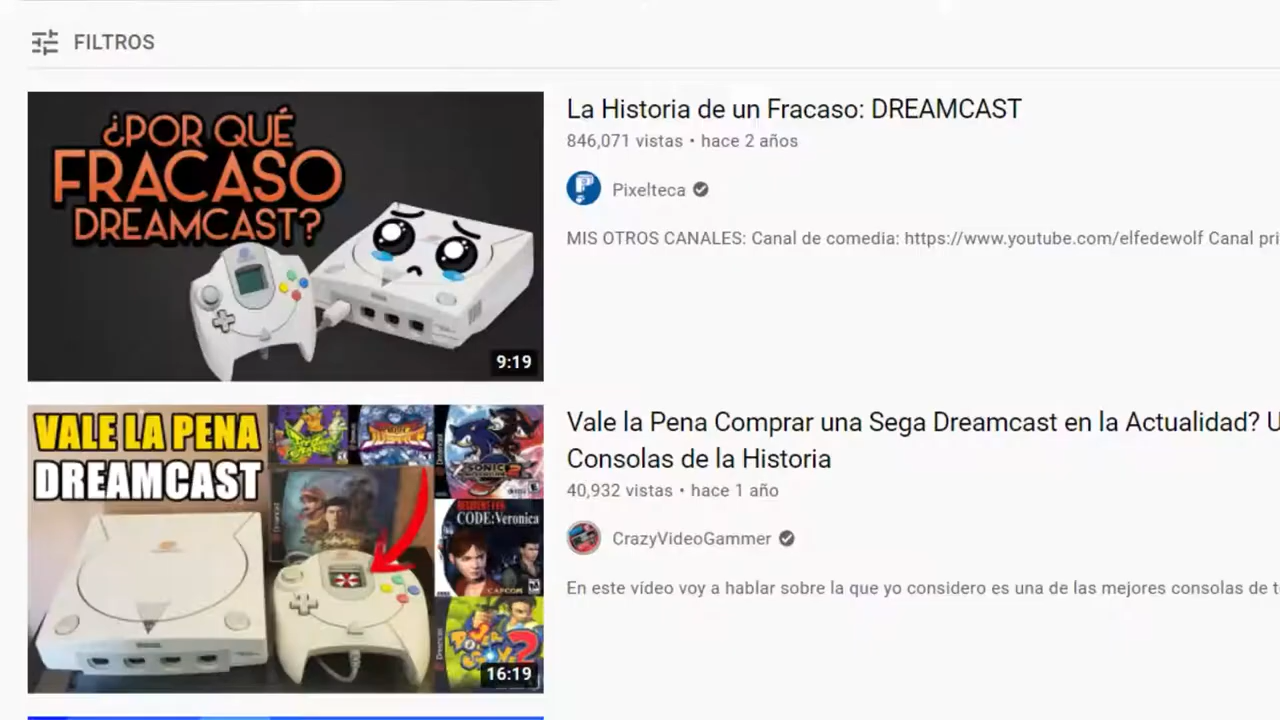 FILTROS
¿POR QUÉ
FRACASO
DREAMCAST?
9:19
La Historia de un Fracaso: DREAMCAST
846,071 vistas • hace 2 años
Pixelteca
MIS OTROS CANALES: Canal de comedia: https://www.youtube.com/elfedewolf Canal pri
VALE LA PENA
DREAMCAST
SONIC
RESIDENT EVIL
CODE:Veronica
CAPCOM
16:19
Vale la Pena Comprar una Sega Dreamcast en la Actualidad? U
Consolas de la Historia
40,932 vistas • hace 1 año
CrazyVideoGammer
En este vídeo voy a hablar sobre la que yo considero es una de las mejores consolas de t